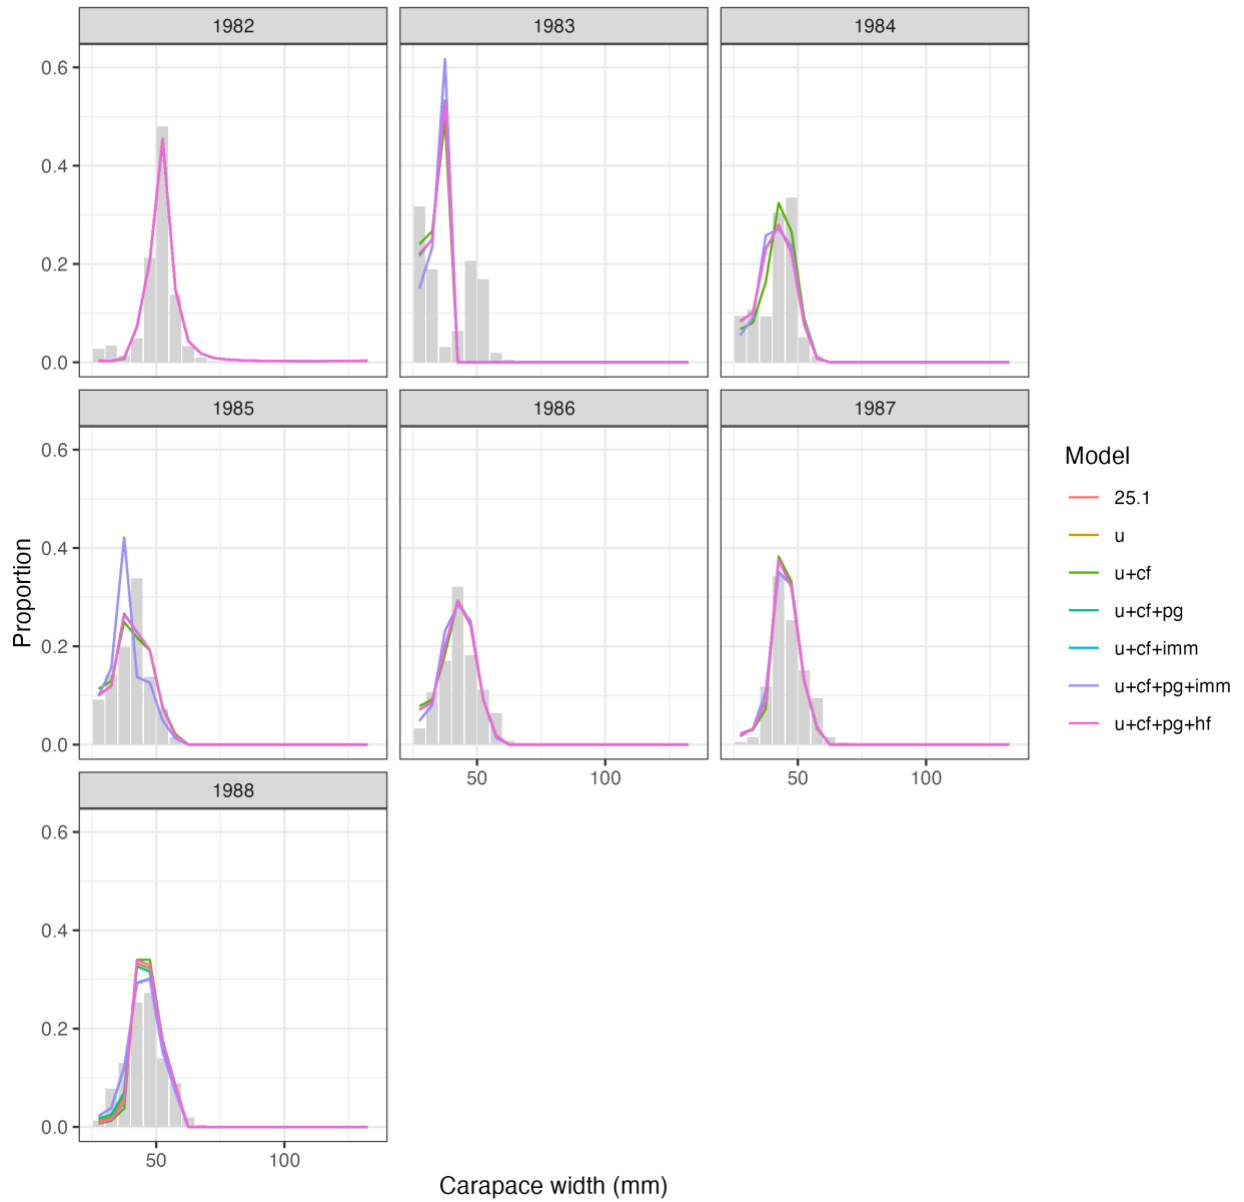 1982 1983 1984
0.6
0.4
0.2
0.0
1985 1986 1987
0.6
0.4
0.2
0.0
50 100 50 100
1988
0.6
0.4
0.2
0.0
50 100
Proportion
Carapace width (mm)
Model
25.1
u
u+cf
u+cf+pg
u+cf+imm
u+cf+pg+imm
u+cf+pg+hf